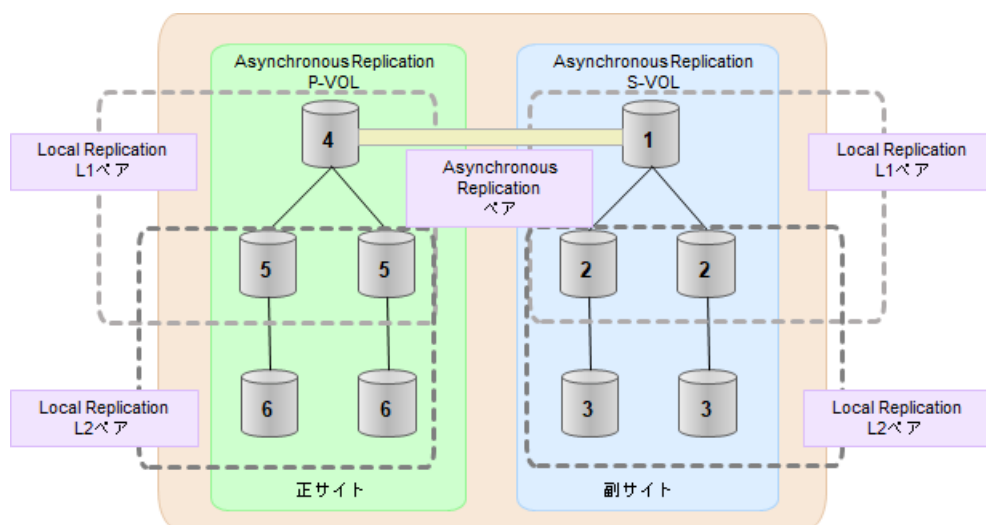 Asynchronous Replication
P-VOL
Asynchronous Replication
S-VOL
4
1
Local Replication
L1ペア
Asynchronous
Replication
ペア
Local Replication
L1ペア
5
5
2
2
6
6
3
3
Local Replication
L2ペア
Local Replication
L2ペア
正サイト
副サイト